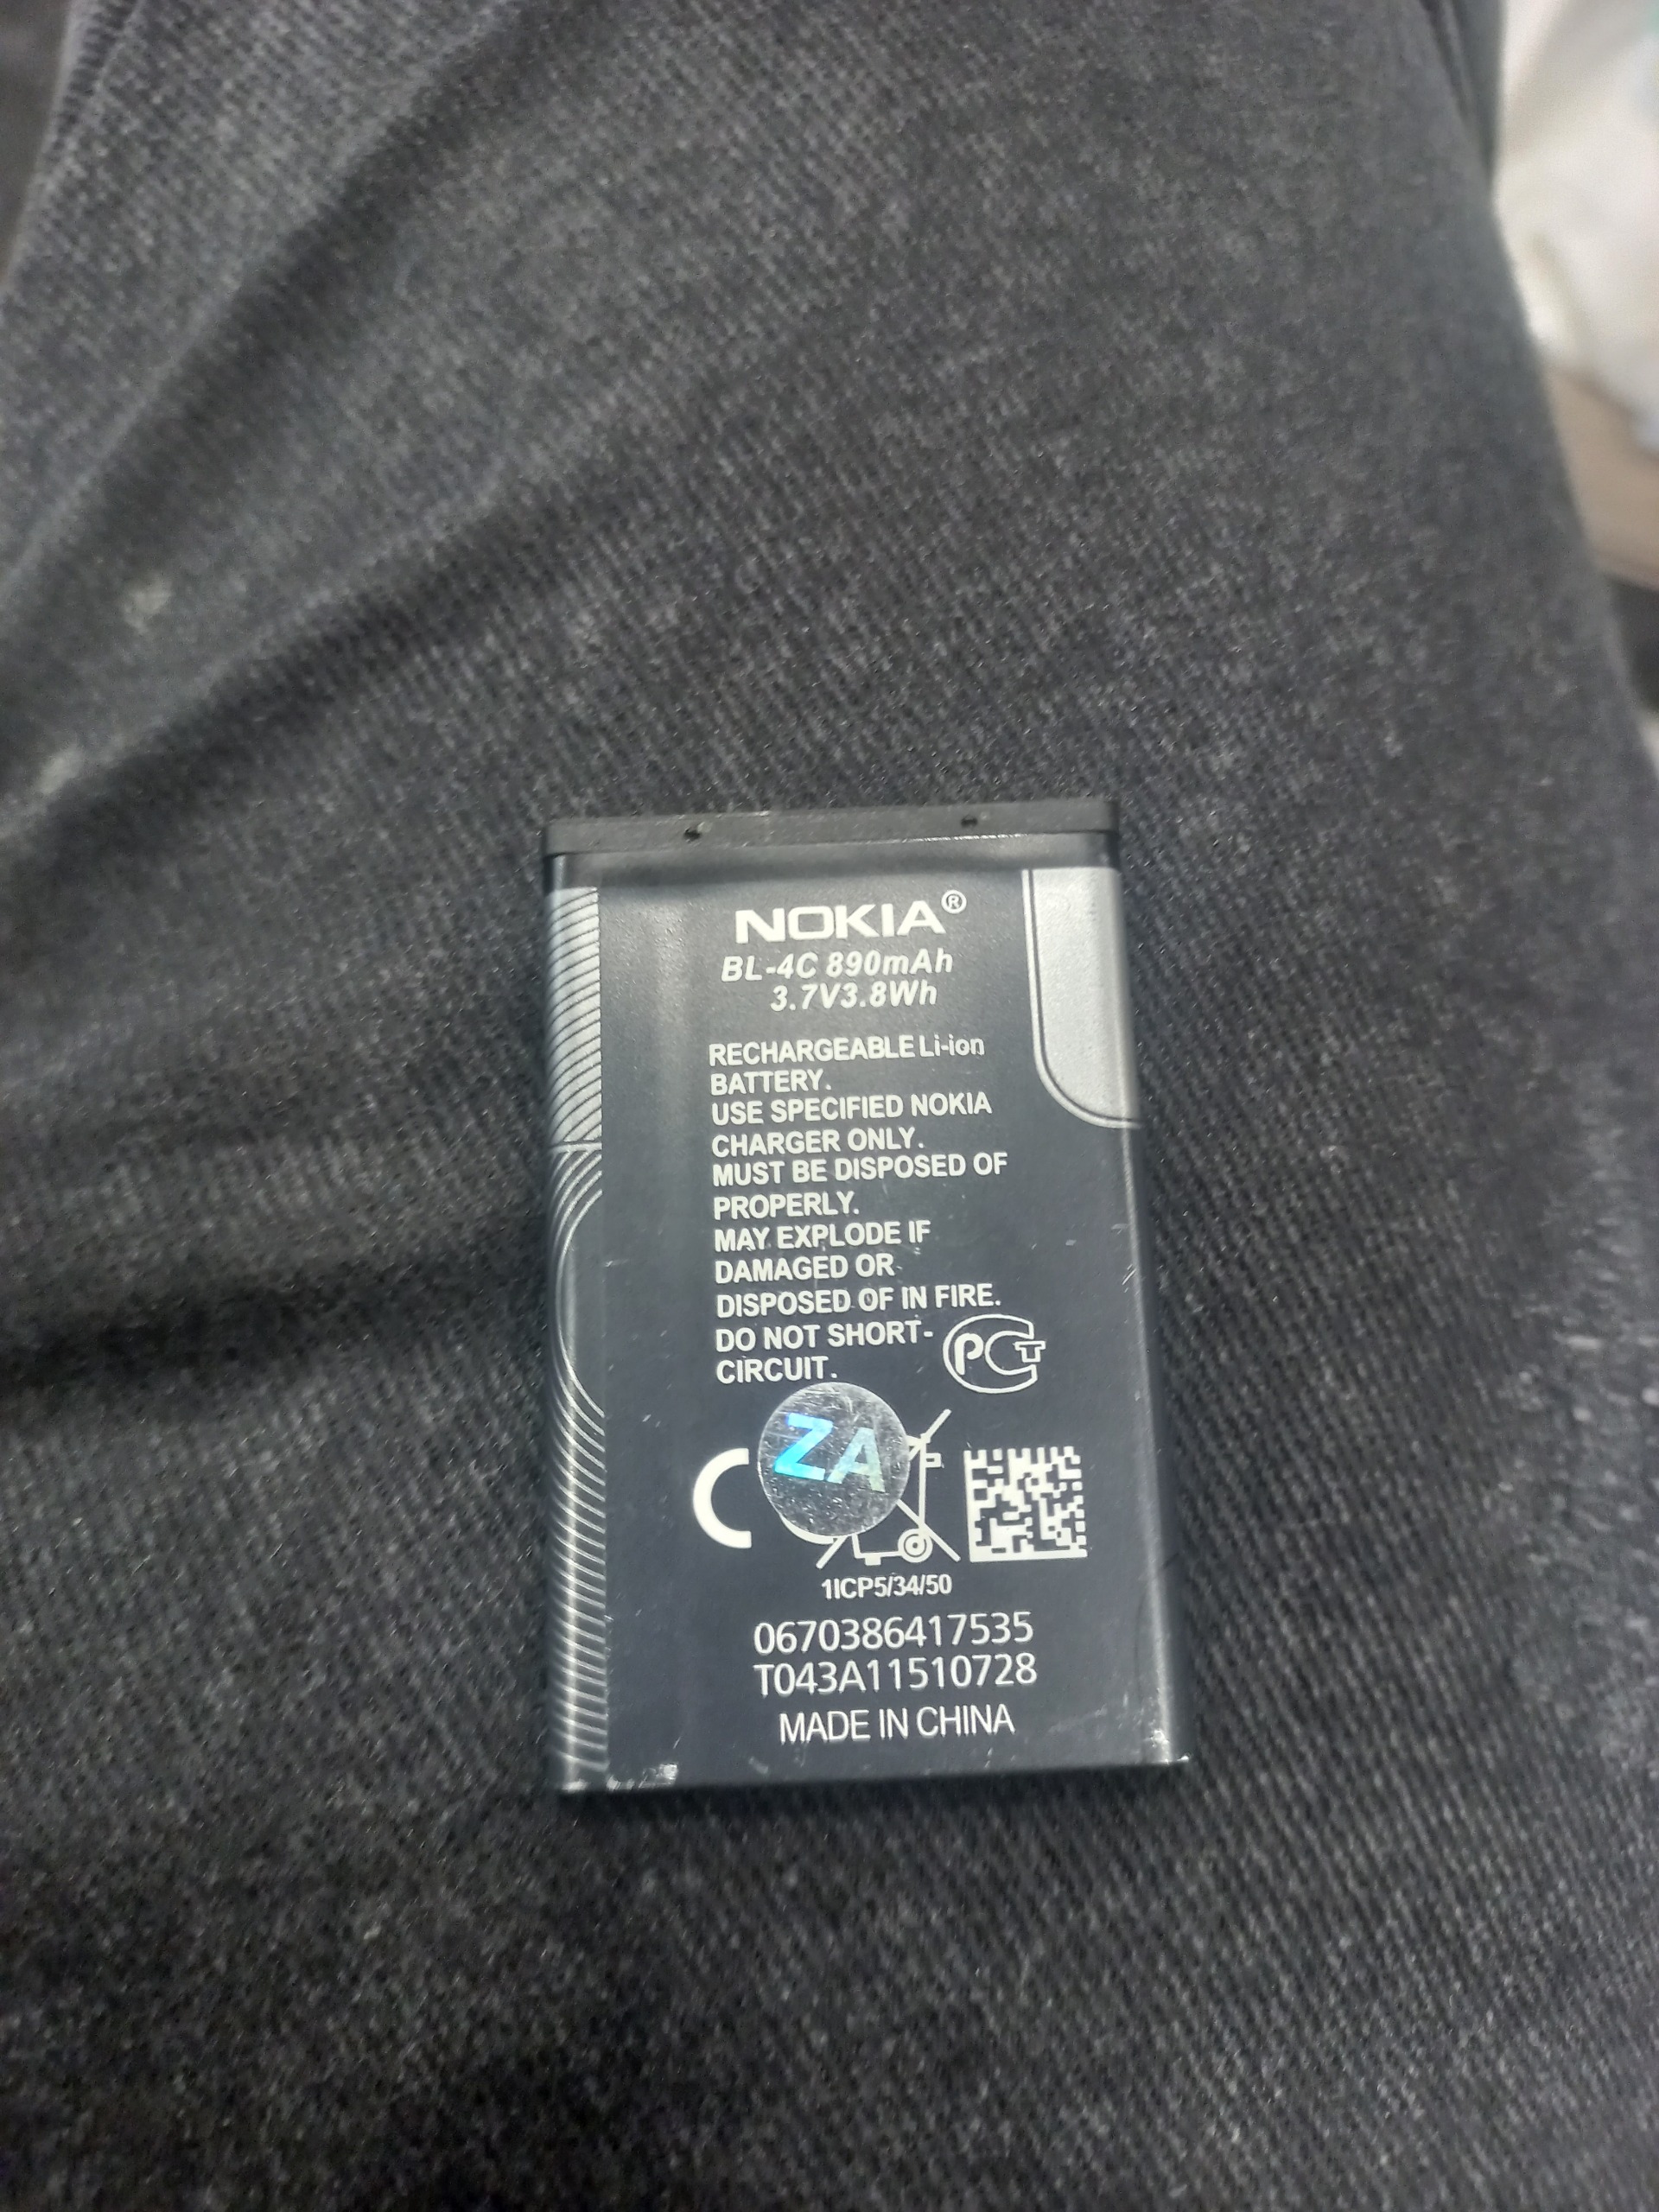 NOKIA®
BL-4C 890mAh
3.7V3.8Wh
RECHARGEABLE Li-ion
BATTERY.
USE SPECIFIED NOKIA
CHARGER ONLY.
MUST BE DISPOSED OF
PROPERLY.
MAY EXPLODE IF
DAMAGED OR
DISPOSED OF IN FIRE.
DO NOT SHORT-
CIRCUIT.
PCT
ZA
1ICP5/34/50
0670386417535
T043A11510728
MADE IN CHINA